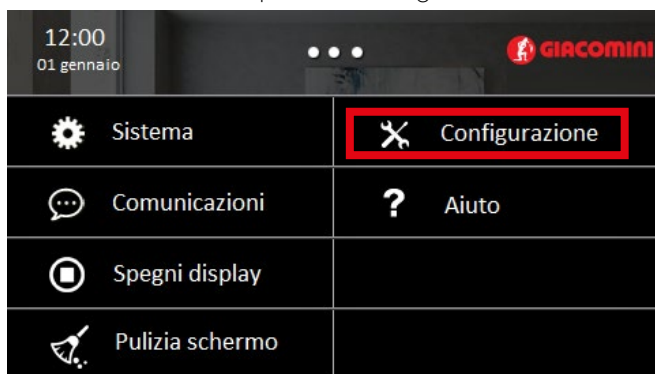 12:00
01 gennaio
GIACOMINI
Sistema
Configurazione
Comunicazioni
? Aiuto
Spegni display
Pulizia schermo